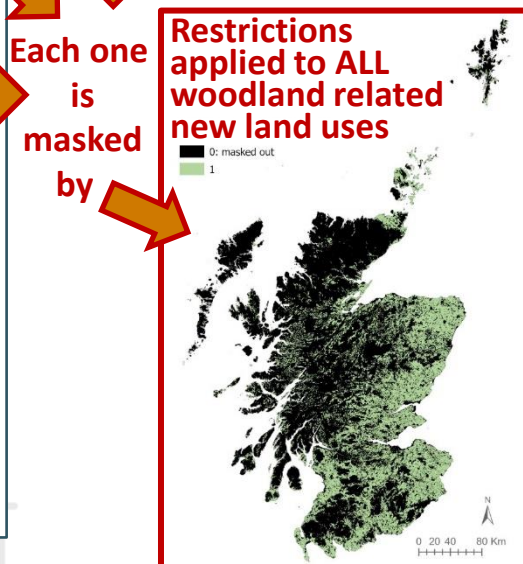 Each one
is
masked
by
Restrictions
applied to ALL
woodland related
new land uses
0: masked out
1
N
0 20 40 80 Km